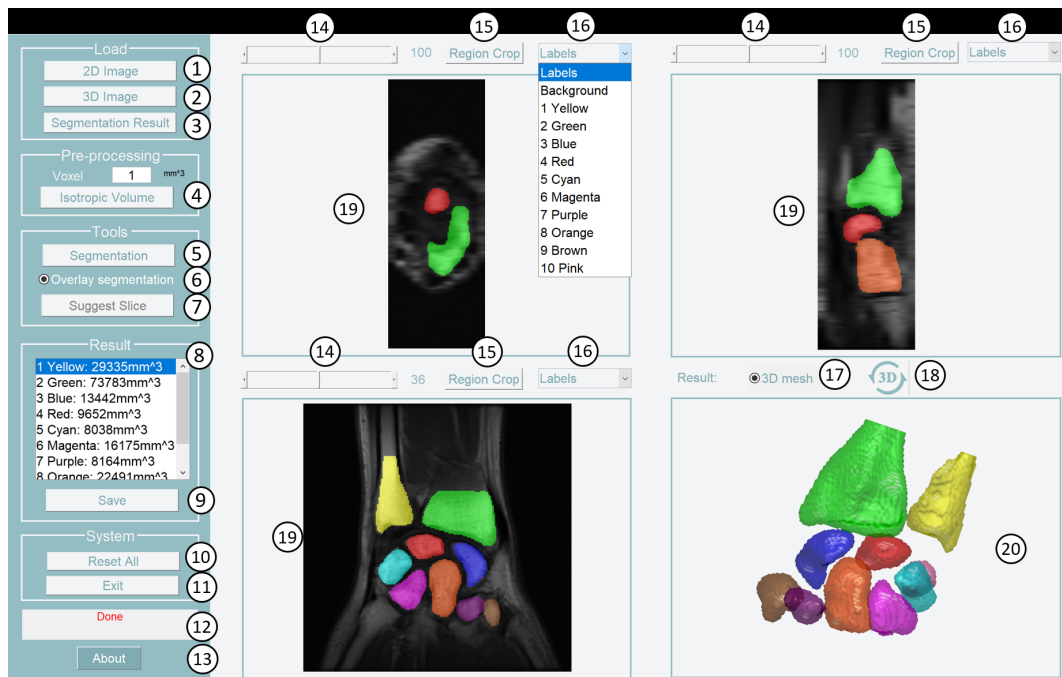 14 15 16 14 15 16
100 Region Crop Labels 100 Region Crop Labels
Load
2D Image 1
3D Image 2
Segmentation Result 3
Pre-processing
Voxel 1 mm^3
Isotropic Volume 4
Tools
Segmentation 5
Overlay segmentation 6
Suggest Slice 7
Result
8
1 Yellow: 29335mm^3
2 Green: 73783mm^3
3 Blue: 13442mm^3
4 Red: 9652mm^3
5 Cyan: 8038mm^3
6 Magenta: 16175mm^3
7 Purple: 8164mm^3
8 Orange: 22491mm^3
Save 9
System
Reset All 10
Exit 11
Done 12
About 13
Labels
Background
1 Yellow
2 Green
3 Blue
4 Red
5 Cyan
6 Magenta
7 Purple
8 Orange
9 Brown
10 Pink
19
19
14 15 16
36 Region Crop Labels
Result: 3D mesh 17 3D 18
19
20